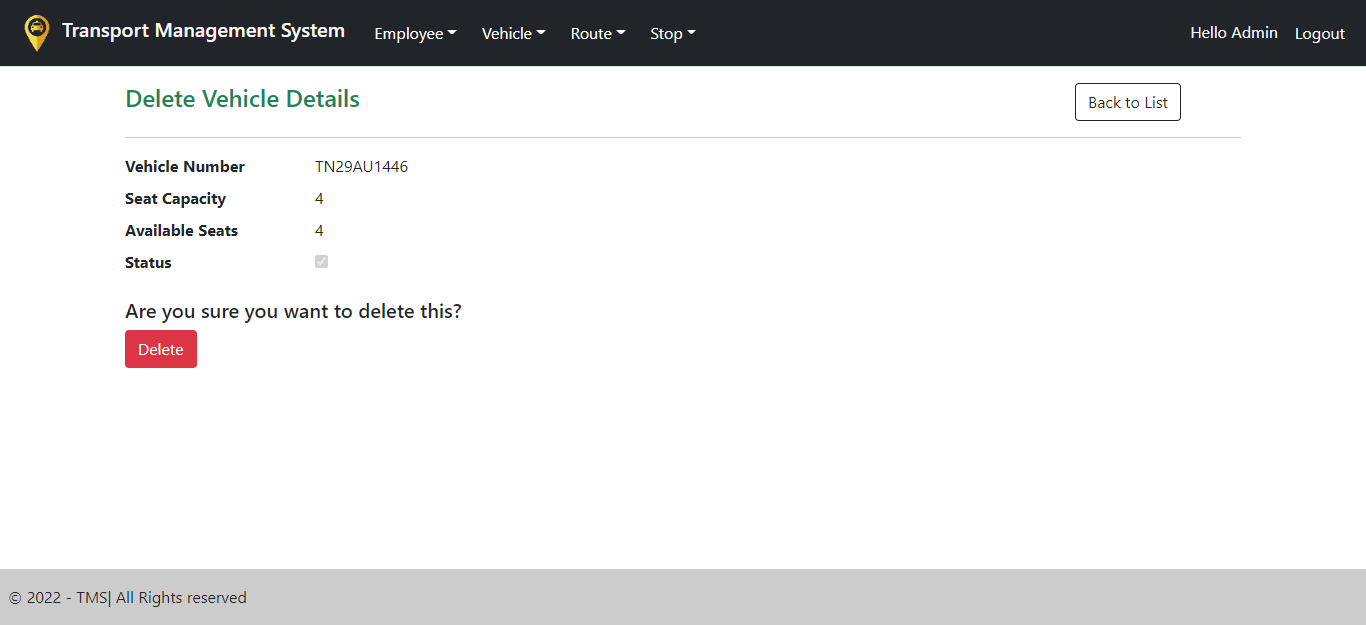 Transport Management System Employee Vehicle Route Stop Hello Admin Logout
Delete Vehicle Details Back to List
Vehicle Number TN29AU1446
Seat Capacity 4
Available Seats 4
Status
Are you sure you want to delete this?
Delete
© 2022 - TMS| All Rights reserved